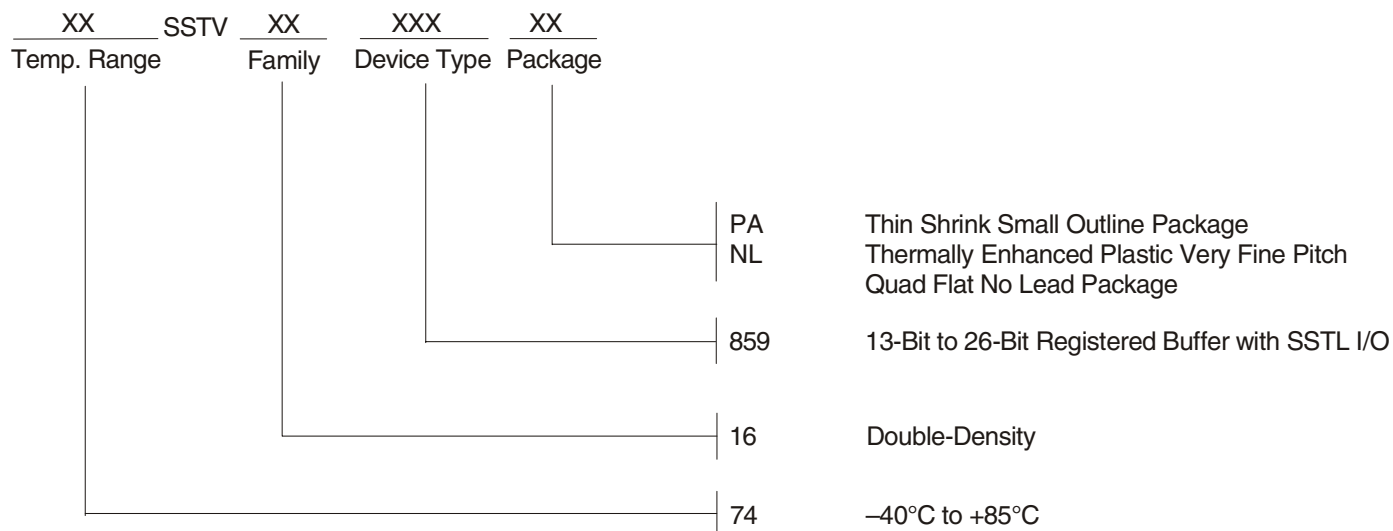 XX SSTV XX XXX XX
Temp. Range Family Device Type Package
PA Thin Shrink Small Outline Package
NL Thermally Enhanced Plastic Very Fine Pitch
Quad Flat No Lead Package
859 13-Bit to 26-Bit Registered Buffer with SSTL I/O
16 Double-Density
74 –40°C to +85°C